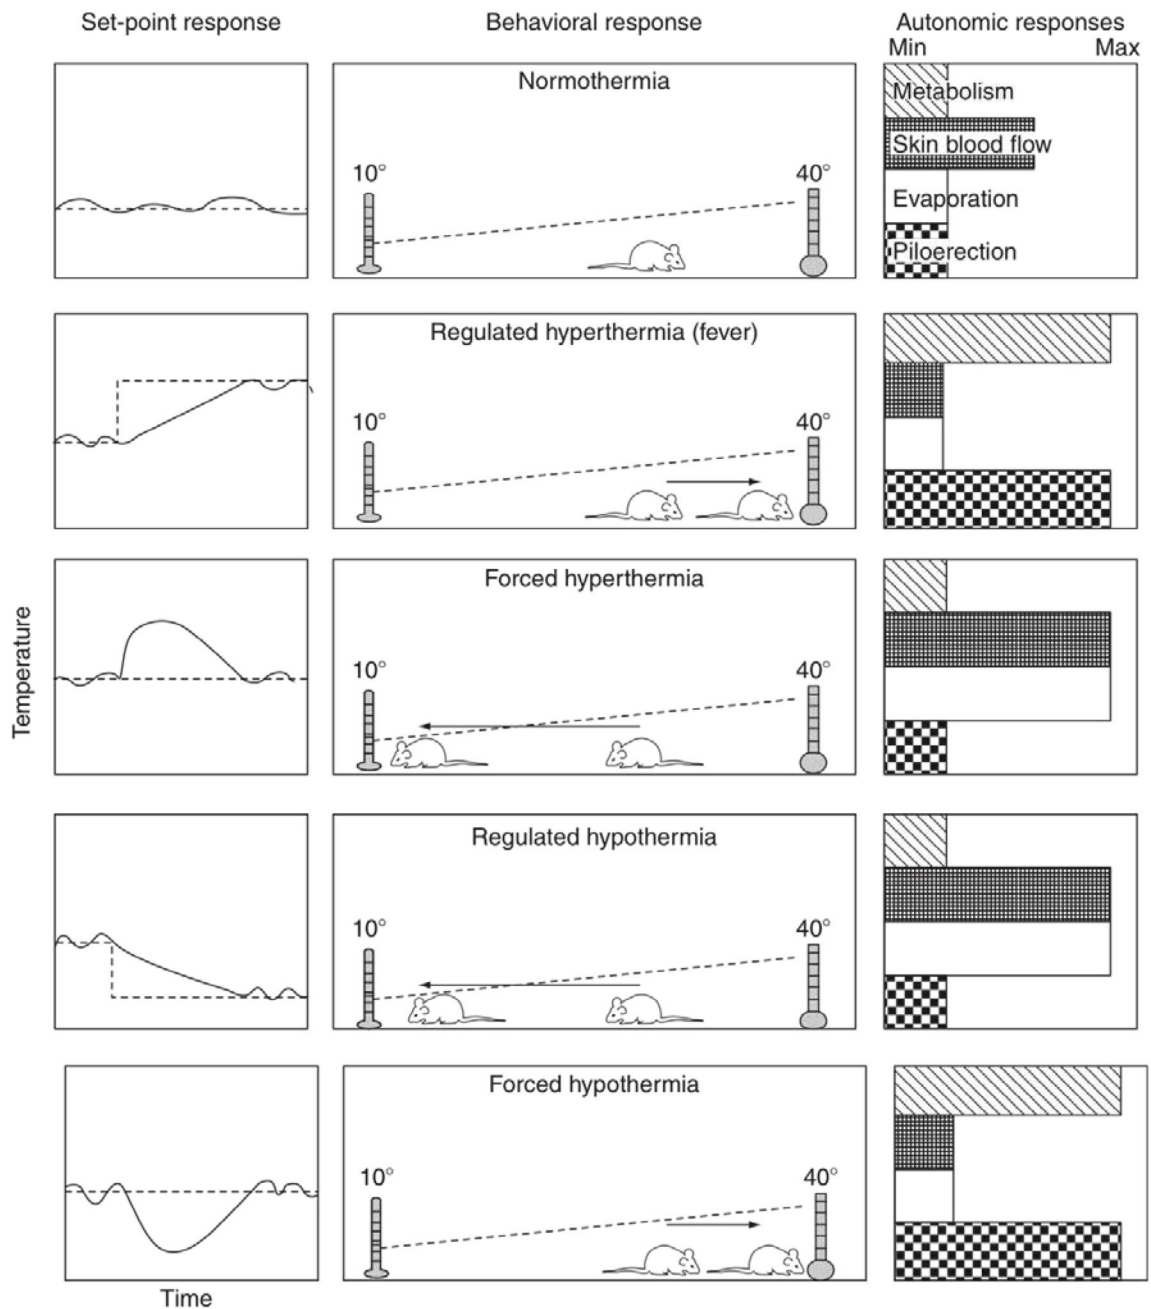 Set-point response
Behavioral response
Autonomic responses
Min
Max
Normothermia
10°
40°
Metabolism
Skin blood flow
Evaporation
Piloerection
Regulated hyperthermia (fever)
10°
40°
Forced hyperthermia
10°
40°
Temperature
Regulated hypothermia
10°
40°
Forced hypothermia
10°
40°
Time